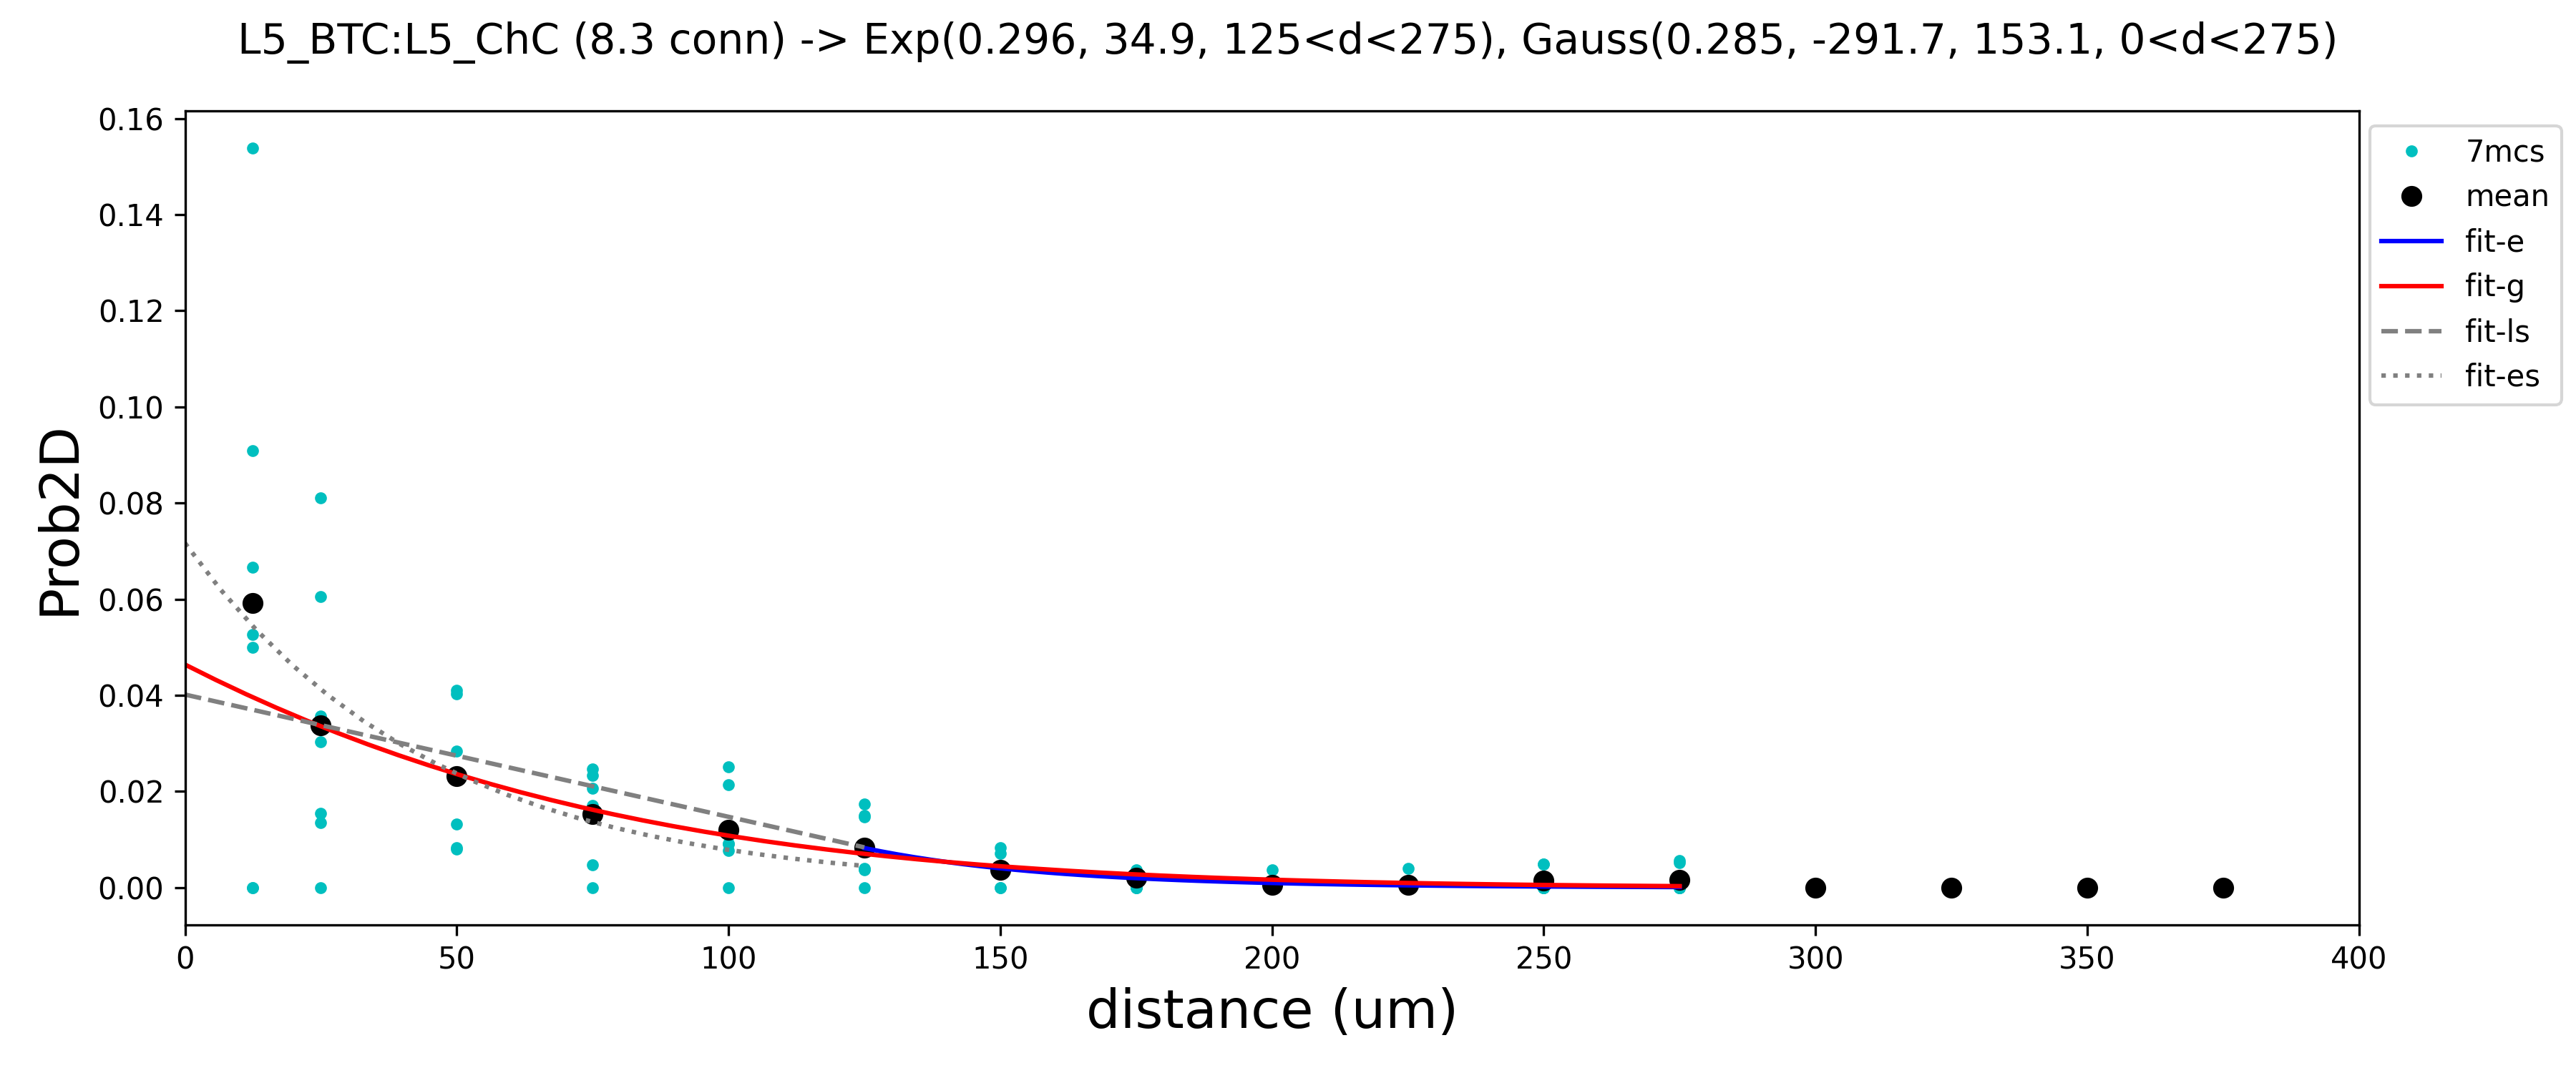 L5_BTC:L5_ChC (8.3 conn) -> Exp(0.296, 34.9, 125<d<275), Gauss(0.285, -291.7, 153.1, 0<d<275)
0.16
0.14
0.12
0.10
0.08
0.06
0.04
0.02
0.00
Prob2D
0 50 100 150 200 250 300 350 400
distance (um)
7mcs
mean
fit-e
fit-g
fit-ls
fit-es